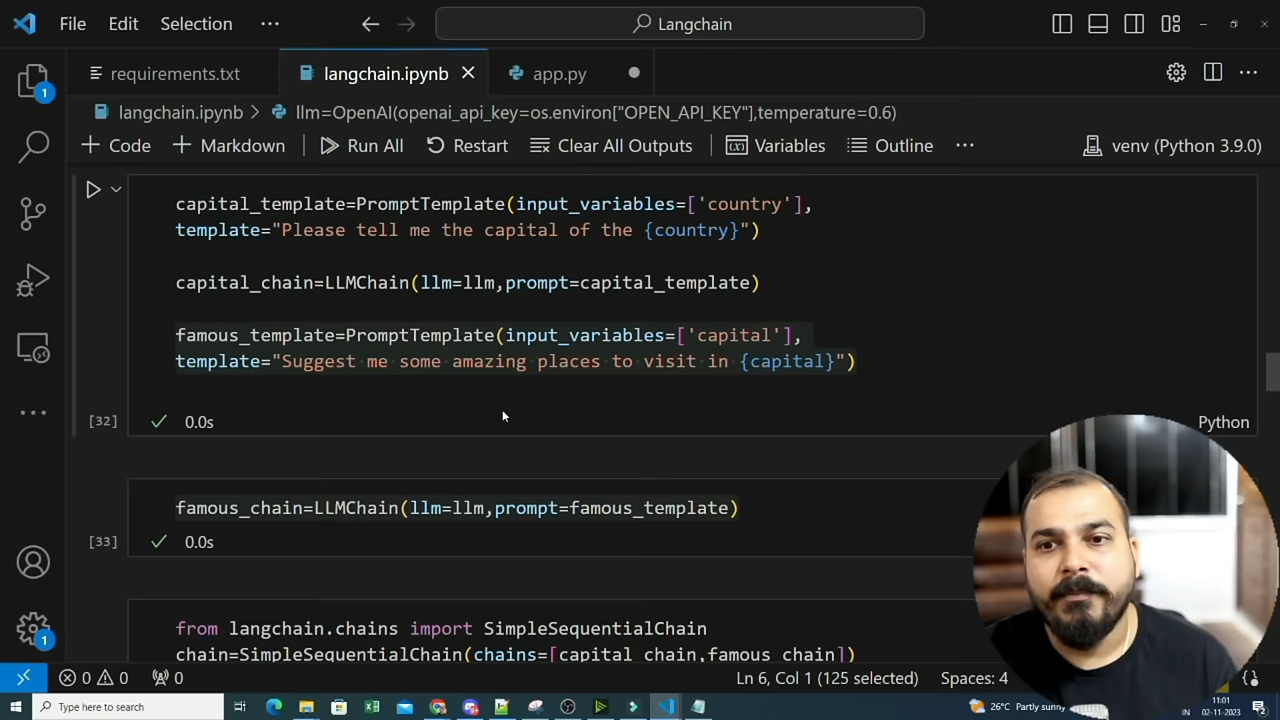 File Edit Selection ··· Langchain
requirements.txt langchain.ipynb app.py
langchain.ipynb > llm=OpenAI(openai_api_key=os.environ["OPEN_API_KEY"],temperature=0.6)
+ Code + Markdown Run All Restart Clear All Outputs Variables Outline ··· venv (Python 3.9.0)
1
capital_template=PromptTemplate(input_variables=['country'],
template="Please tell me the capital of the {country}")
capital_chain=LLMChain(llm=llm,prompt=capital_template)
famous_template=PromptTemplate(input_variables=['capital'],
template="Suggest me some amazing places to visit in {capital}")
[32] 0.0s Python
famous_chain=LLMChain(llm=llm,prompt=famous_template)
[33] 0.0s
from langchain.chains import SimpleSequentialChain
1
chain=SimpleSequentialChain(chains=[capital_chain,famous_chain])
0 0 0 Ln 6, Col 1 (125 selected) Spaces: 4
Type here to search 26°C Partly sunny IN 11:01
02-11-2023